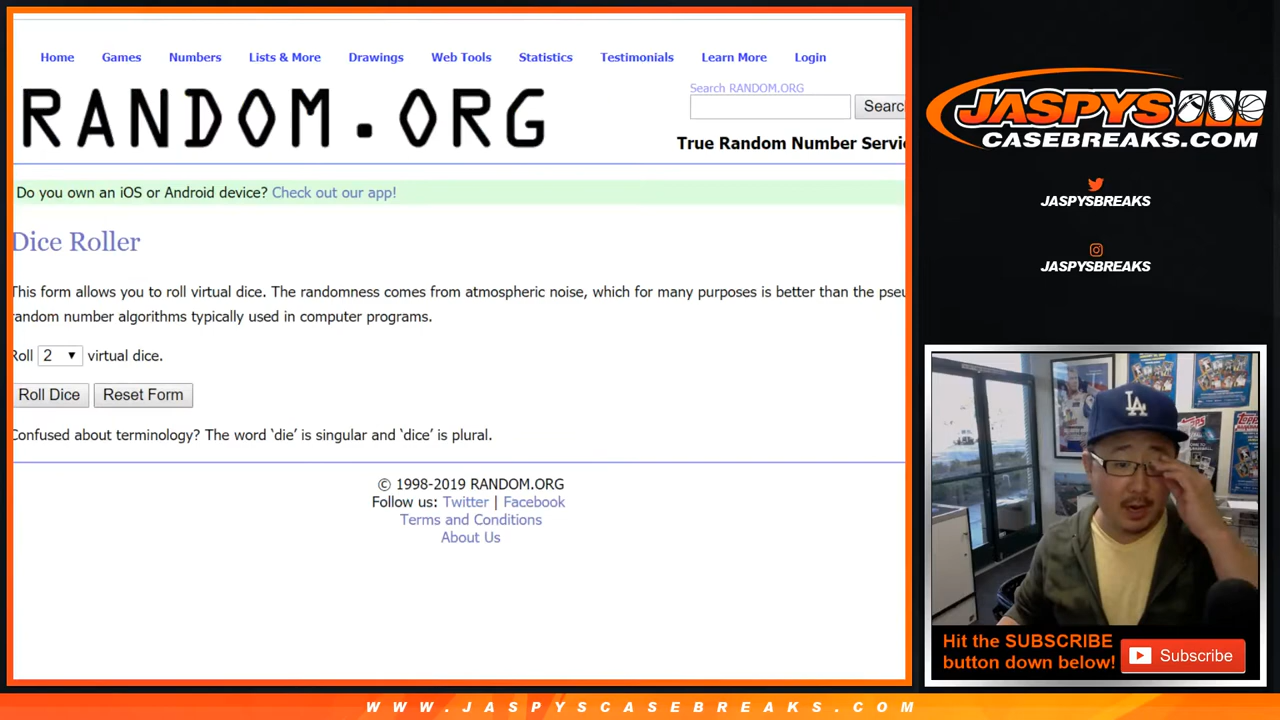 Home Games Numbers Lists & More Drawings Web Tools Statistics Testimonials Learn More Login
RANDOM.ORG
Search RANDOM.ORG
Searc
True Random Number Servi
Do you own an iOS or Android device? Check out our app!
Dice Roller
This form allows you to roll virtual dice. The randomness comes from atmospheric noise, which for many purposes is better than the pseu
random number algorithms typically used in computer programs.
Roll 2 virtual dice.
Roll Dice Reset Form
Confused about terminology? The word ‘die’ is singular and ‘dice’ is plural.
© 1998-2019 RANDOM.ORG
Follow us: Twitter | Facebook
Terms and Conditions
About Us
JASPYS
CASEBREAKS.COM
JASPYSBREAKS
JASPYSBREAKS
LA
Topps
Hit the SUBSCRIBE
button down below!
Subscribe
WWW.JASPYSCASEBREAKS.COM